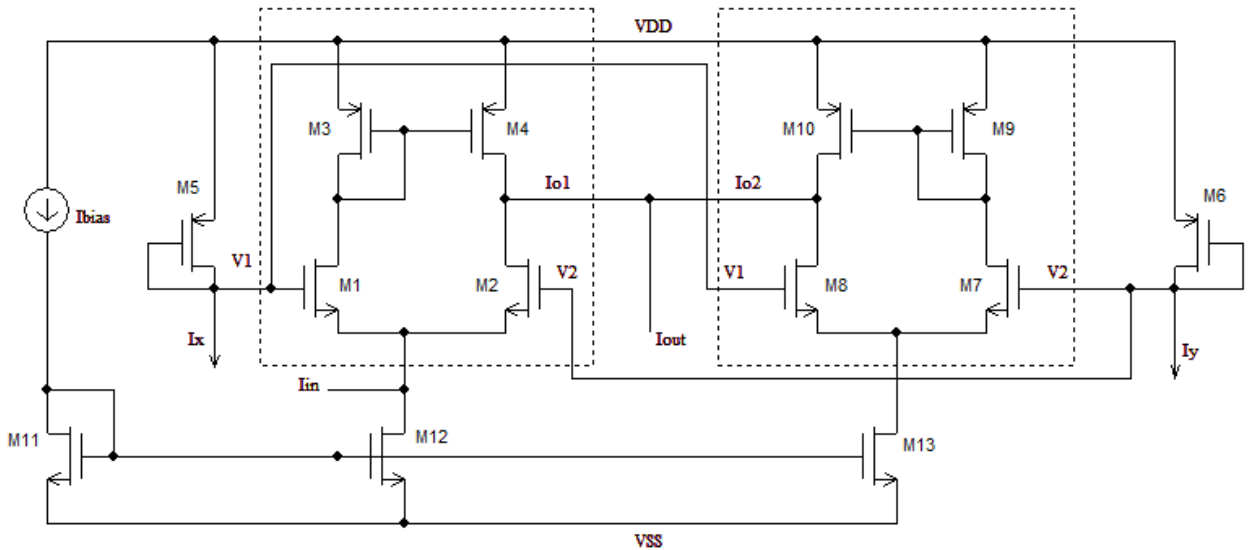 VDD
M3
M4
M10
M9
M5
Ibias
Io1
Io2
M6
V1
M1
M2
V2
V1
M8
M7
V2
Ix
Iout
Iy
Iin
M11
M12
M13
VSS